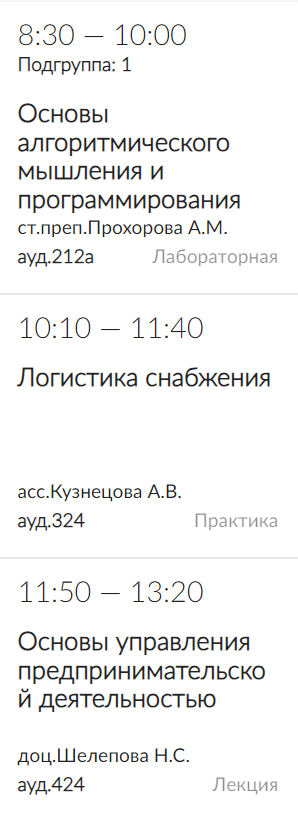 8:30 — 10:00
Подгруппа: 1
Основы
алгоритмического
мышления и
программирования
ст.преп.Прохорова А.М.
ауд.212а Лабораторная
10:10 — 11:40
Логистика снабжения
асс.Кузнецова А.В.
ауд.324 Практика
11:50 — 13:20
Основы управления
предпринимательско
й деятельностью
доц.Шелепова Н.С.
ауд.424 Лекция